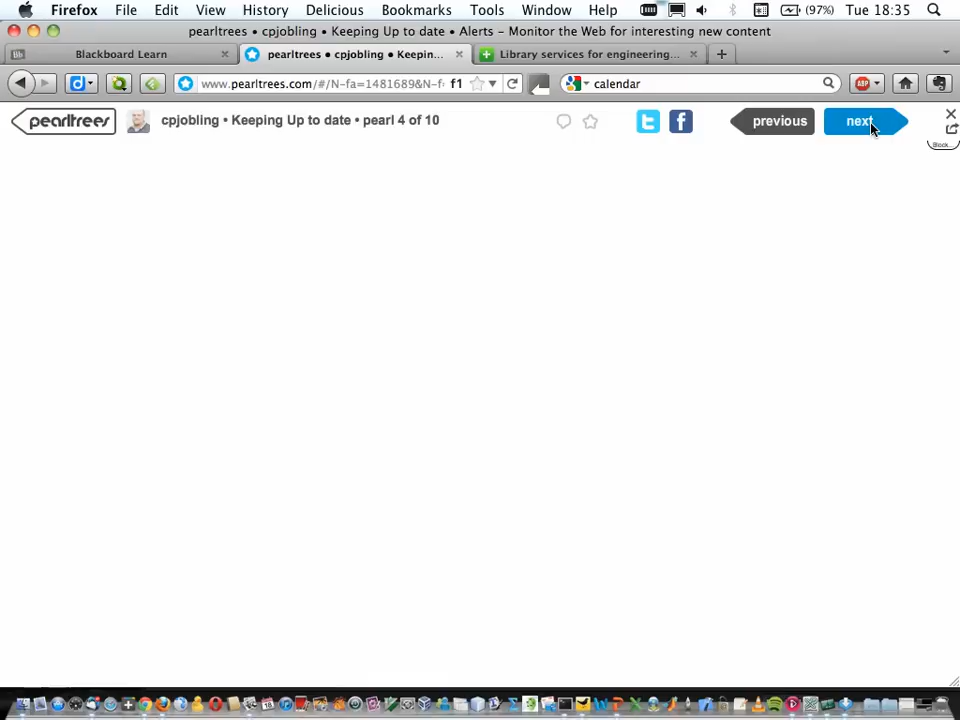 Firefox File Edit View History Delicious Bookmarks Tools Window Help (97%) Tue 18:35
pearltrees • cpjobling • Keeping Up to date • Alerts – Monitor the Web for interesting new content
Blackboard Learn pearltrees • cpjobling • Keepin... Library services for engineering...
www.pearltrees.com/#/N-fa=1481689&N-f: f1 calendar
pearltrees cpjobling • Keeping Up to date • pearl 4 of 10 previous next
Block...